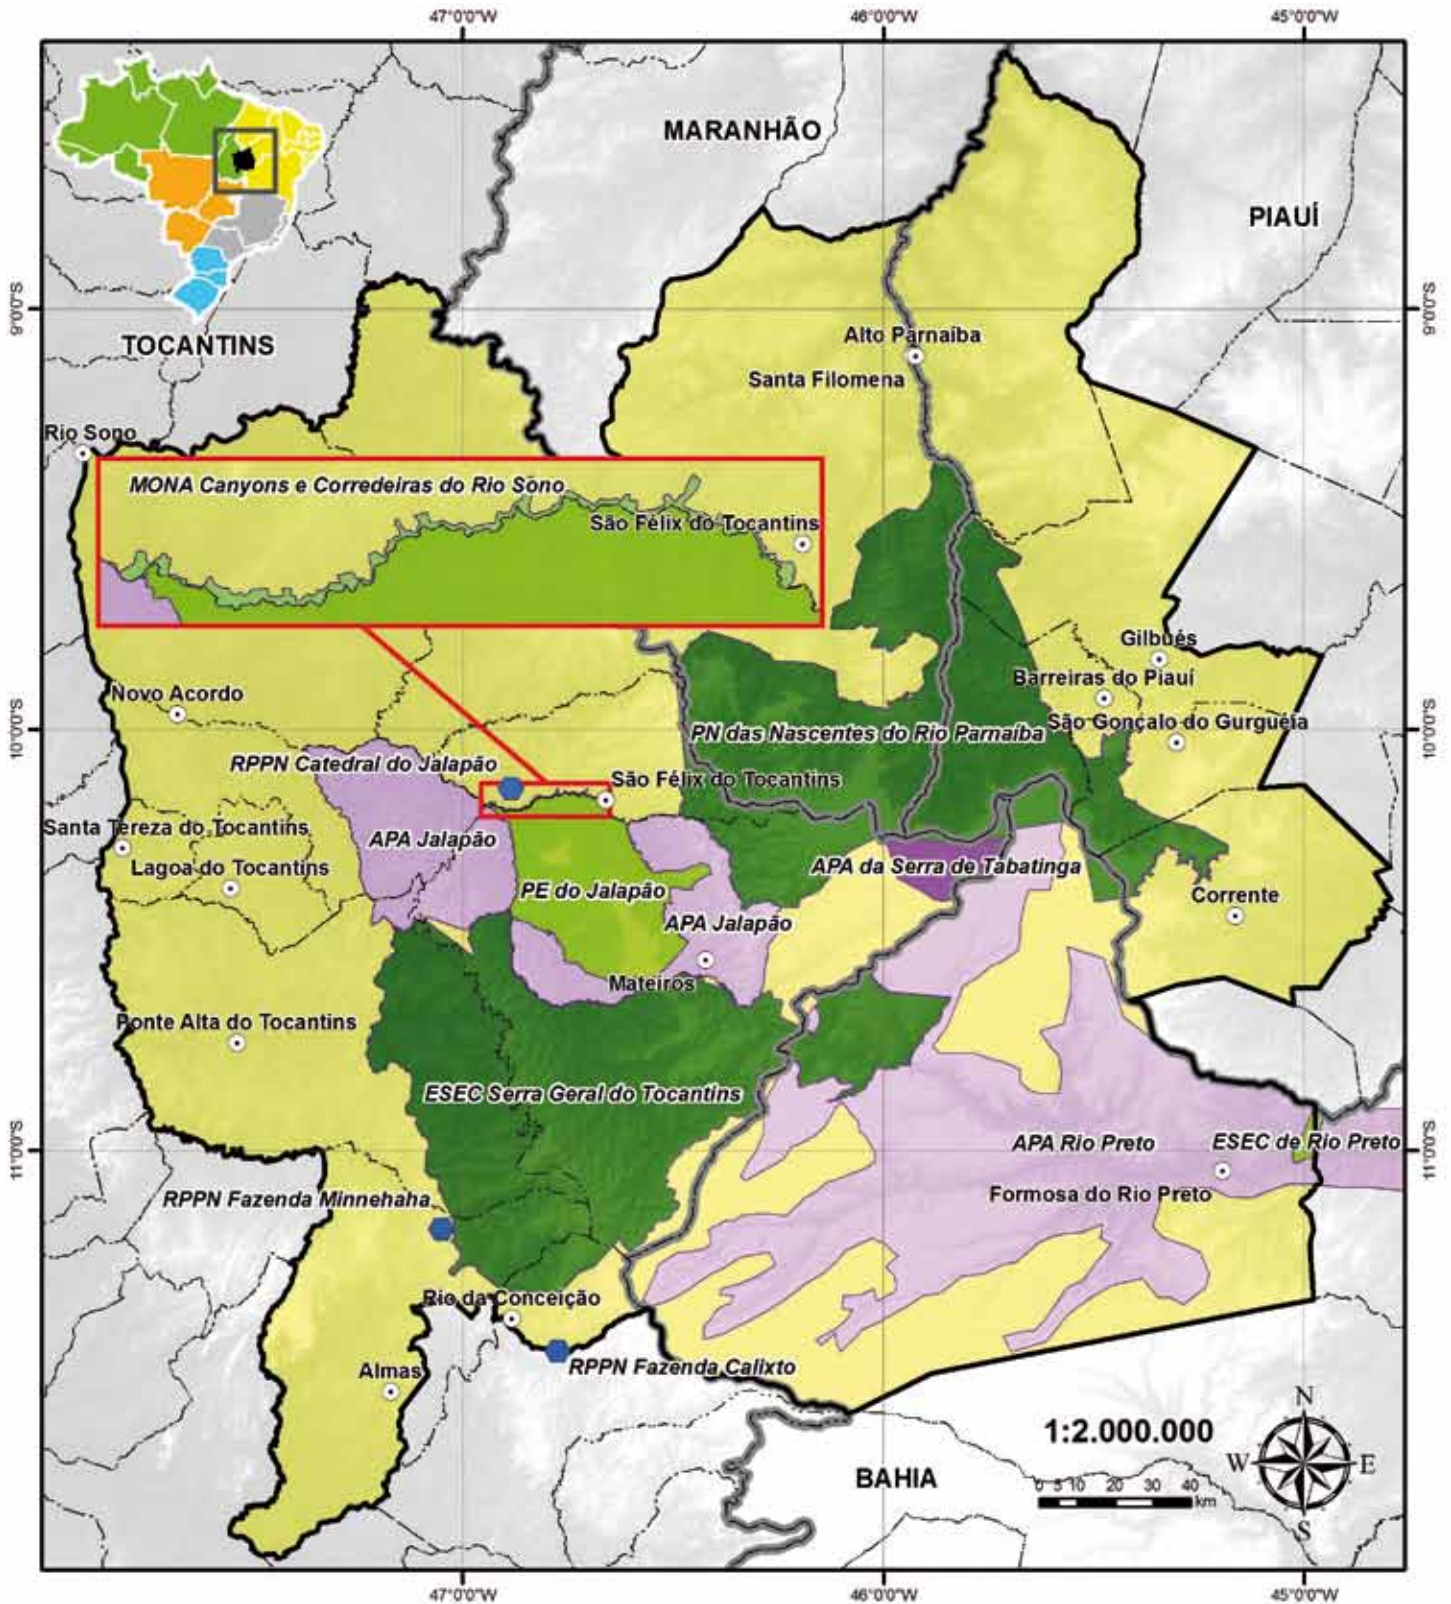 47°0'0"W
46°0'0"W
45°0'0"W
MARANHÃO
PIAUÍ
9°0'0"S
9°0'0"S
TOCANTINS
Alto Parnaíba
Santa Filomena
Rio Sono
MONA Canyons e Corredeiras do Rio Sono
São Félix do Tocantins
Gilbués
Barreiras do Piauí
Novo Acordo
São Gonçalo do Gurguéia
10°0'0"S
10°0'0"S
PN das Nascentes do Rio Parnaíba
RPPN Catedral do Jalapão
São Félix do Tocantins
Santa Tereza do Tocantins
APA Jalapão
Lagoa do Tocantins
APA da Serra de Tabatinga
PE do Jalapão
Corrente
APA Jalapão
Mateiros
Ponte Alta do Tocantins
ESEC Serra Geral do Tocantins
APA Rio Preto
ESEC de Rio Preto
11°0'0"S
11°0'0"S
RPPN Fazenda Minnehaha
Formosa do Rio Preto
Rio da Conceição
RPPN Fazenda Calixto
Almas
N
1:2.000.000
W
E
BAHIA
0 5 10 20 30 40
km
S
47°0'0"W
46°0'0"W
45°0'0"W